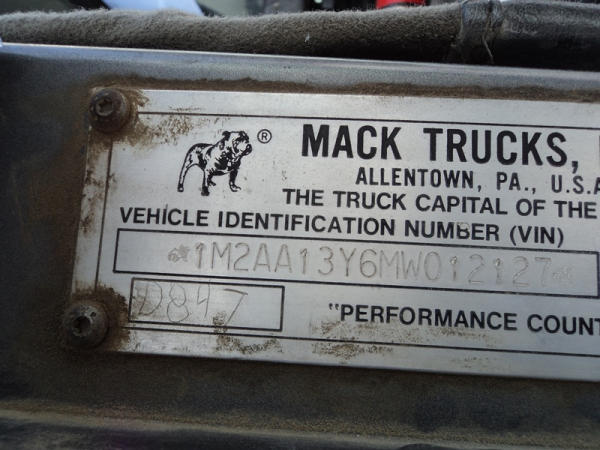 ®
MACK TRUCKS,
ALLENTOWN, PA., U.S.A
THE TRUCK CAPITAL OF THE
VEHICLE IDENTIFICATION NUMBER (VIN)
*1M2AA13Y6MW012127*
D847
"PERFORMANCE COUNT